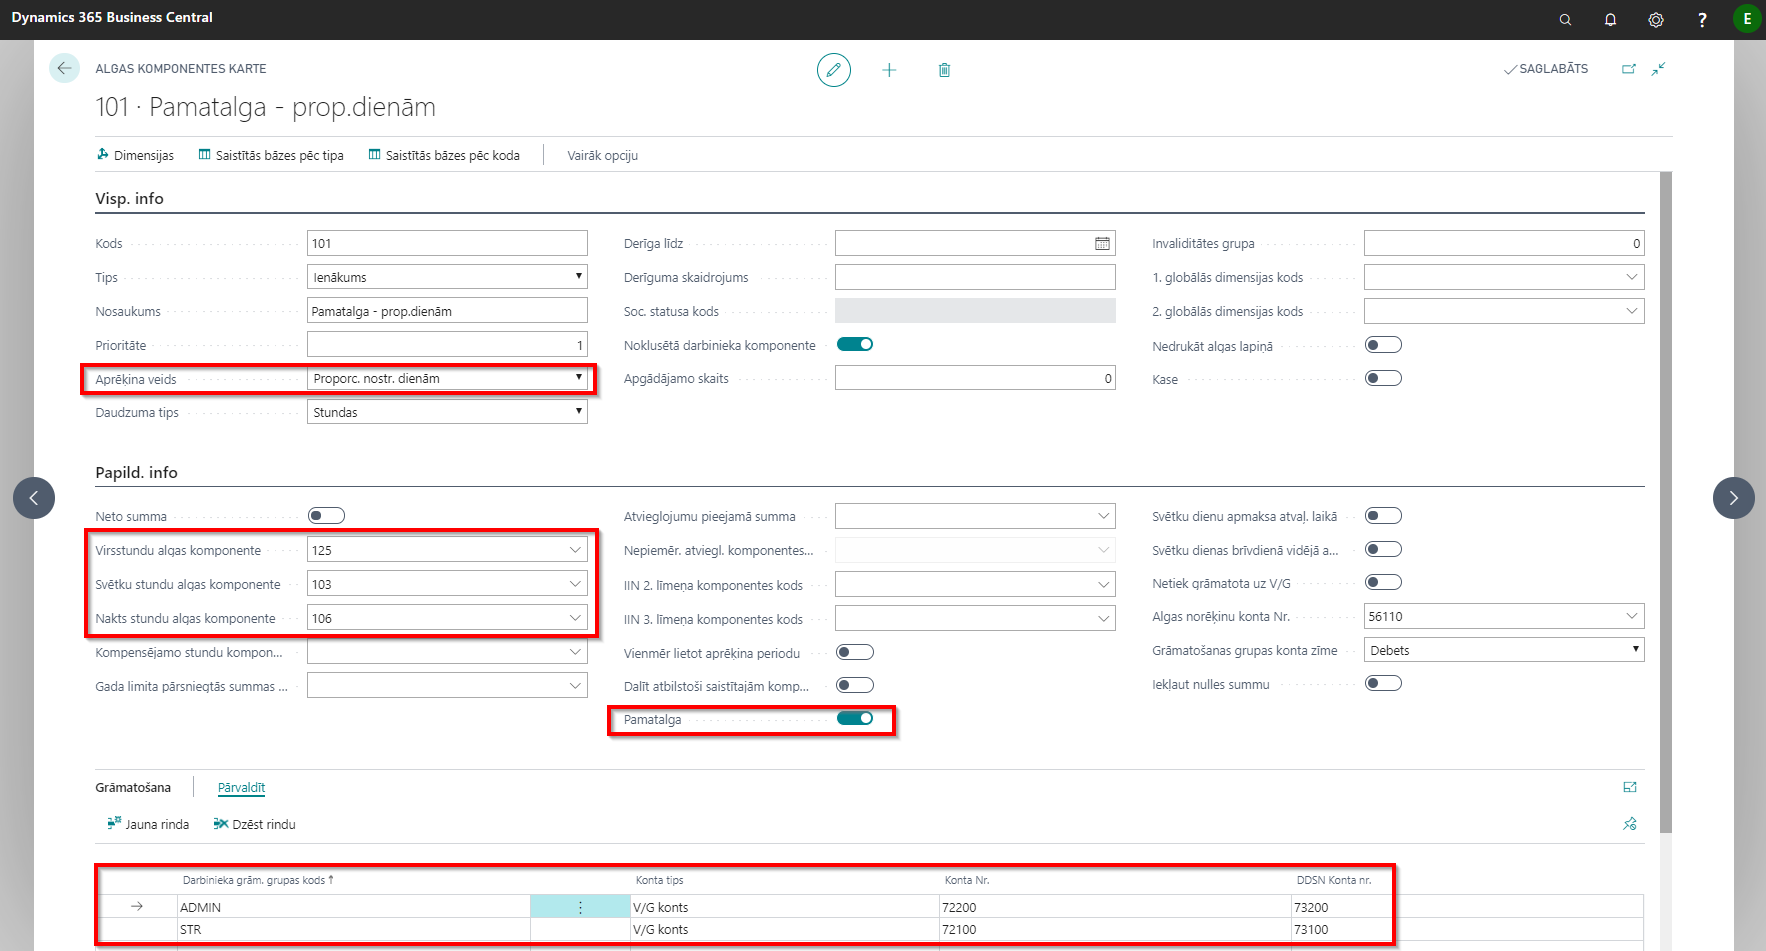 Dynamics 365 Business Central
?
E
ALGAS KOMPONENTES KARTE
SAGLABĀTS
101 · Pamatalga - prop.dienām
Dimensijas
Saistītās bāzes pēc tipa
Saistītās bāzes pēc koda
Vairāk opciju
Visp. info
Kods 101
Tips Ienākums
Nosaukums Pamatalga - prop.dienām
Prioritāte 1
Aprēķina veids Proporc. nostr. dienām
Daudzuma tips Stundas
Derīga līdz
Derīguma skaidrojums
Soc. statusa kods
Noklusētā darbinieka komponente
Apgādājamo skaits 0
Invaliditātes grupa 0
1. globālās dimensijas kods
2. globālās dimensijas kods
Nedrukāt algas lapiņā
Kase
Papild. info
Neto summa
Virsstundu algas komponente 125
Svētku stundu algas komponente 103
Nakts stundu algas komponente 106
Kompensējamo stundu kompon...
Gada limita pārsniegtās summas ...
Atvieglojumu pieejamā summa
Nepiemēr. atviegl. komponentes...
IIN 2. līmeņa komponentes kods
IIN 3. līmeņa komponentes kods
Vienmēr lietot aprēķina periodu
Dalīt atbilstoši saistītajām komp...
Pamatalga
Svētku dienu apmaksa atvaļ. laikā
Svētku dienas brīvdienā vidējā a...
Netiek grāmatota uz V/G
Algas norēķinu konta Nr. 56110
Grāmatošanas grupas konta zīme Debets
Iekļaut nulles summu
Grāmatošana
Pārvaldīt
Jauna rinda
Dzēst rindu
Darbinieka grām. grupas kods ↑ Konta tips Konta Nr. DDSN Konta nr.
ADMIN V/G konts 72200 73200
STR V/G konts 72100 73100